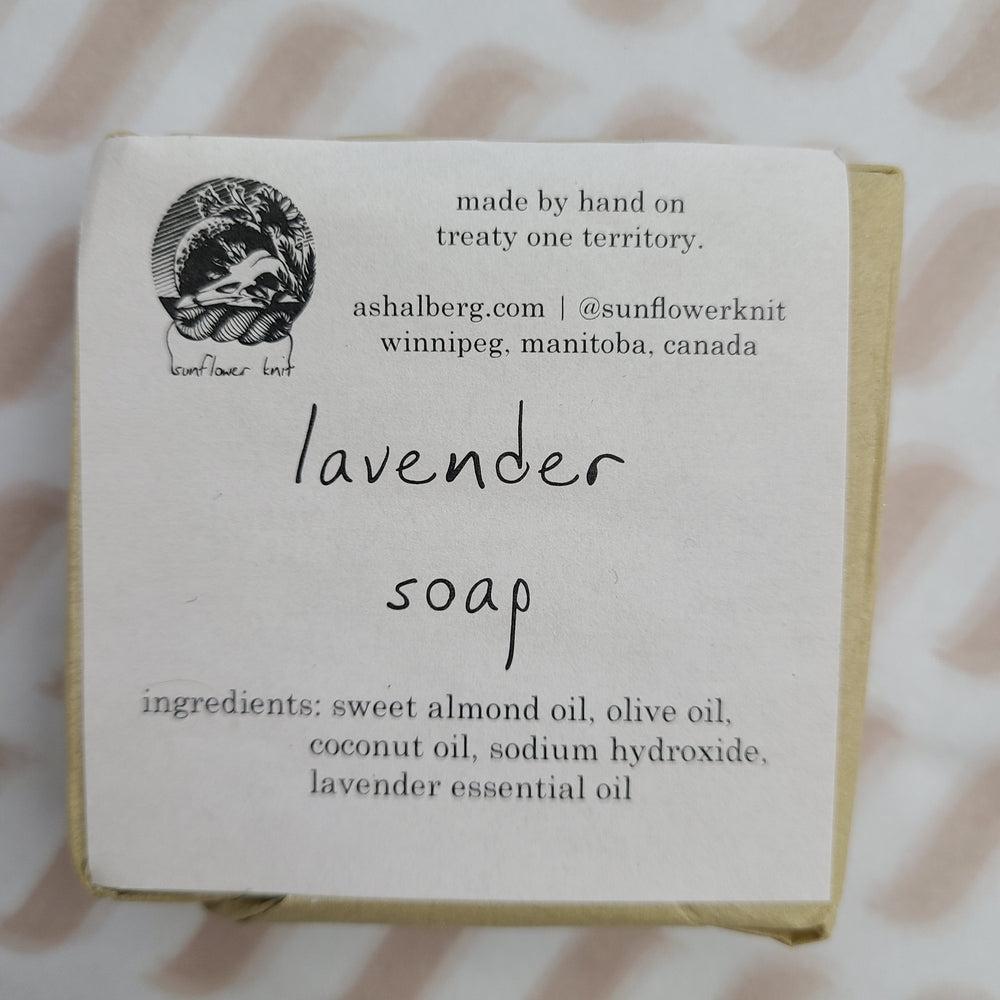 made by hand on
treaty one territory.
ashalberg.com | @sunflowerknit
winnipeg, manitoba, canada
sunflower knit
lavender
soap
ingredients: sweet almond oil, olive oil,
coconut oil, sodium hydroxide,
lavender essential oil